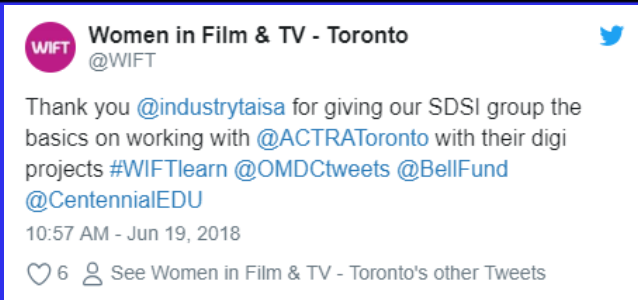 WIFT
Women in Film & TV - Toronto
@WIFT
Thank you @industrytaisa for giving our SDSI group the
basics on working with @ACTRAToronto with their digi
projects #WIFTlearn @OMDCtweets @BellFund
@CentennialEDU
10:57 AM - Jun 19, 2018
6 See Women in Film & TV - Toronto's other Tweets